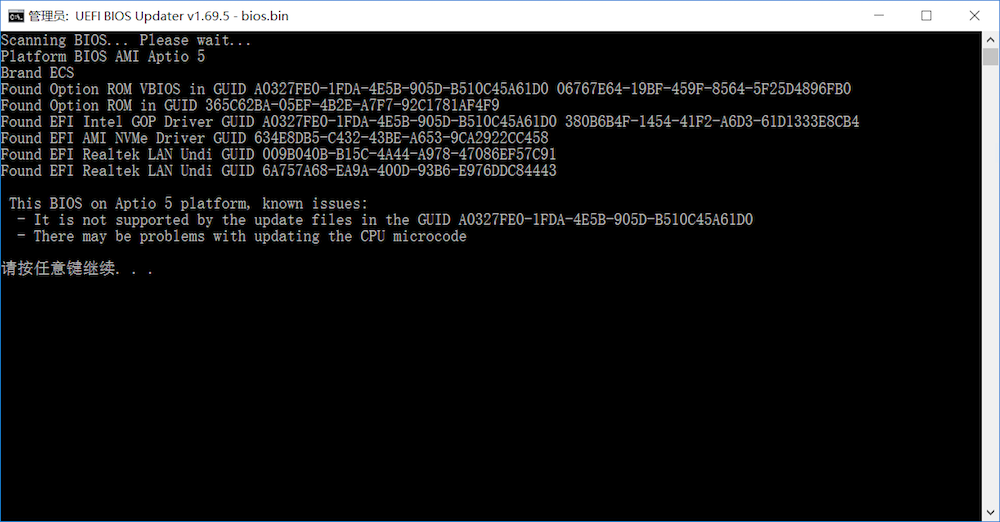 管理员: UEFI BIOS Updater v1.69.5 - bios.bin
Scanning BIOS... Please wait...
Platform BIOS AMI Aptio 5
Brand ECS
Found Option ROM VBIOS in GUID A0327FE0-1FDA-4E5B-905D-B510C45A61D0 06767E64-19BF-459F-8564-5F25D4896FB0
Found Option ROM in GUID 365C62BA-05EF-4B2E-A7F7-92C1781AF4F9
Found EFI Intel GOP Driver GUID A0327FE0-1FDA-4E5B-905D-B510C45A61D0 380B6B4F-1454-41F2-A6D3-61D1333E8CB4
Found EFI AMI NVMe Driver GUID 634E8DB5-C432-43BE-A653-9CA2922CC458
Found EFI Realtek LAN Undi GUID 009B040B-B15C-4A44-A978-47086EF57C91
Found EFI Realtek LAN Undi GUID 6A757A68-EA9A-400D-93B6-E976DDC84443
This BIOS on Aptio 5 platform, known issues:
- It is not supported by the update files in the GUID A0327FE0-1FDA-4E5B-905D-B510C45A61D0
- There may be problems with updating the CPU microcode
请按任意键继续. . .